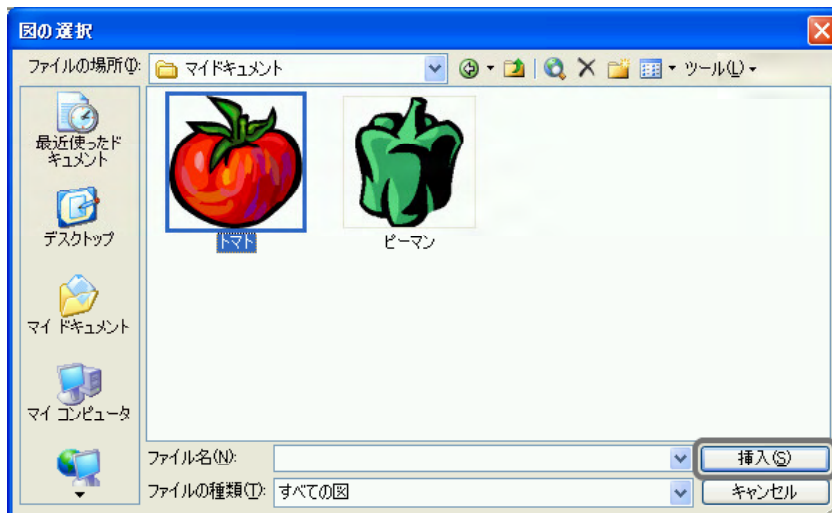 図の選択
ファイルの場所(I):
マイドキュメント
ツール(L)
最近使ったド
キュメント
デスクトップ
マイ ドキュメント
マイ コンピュータ
トマト
ピーマン
ファイル名(N):
挿入(S)
ファイルの種類(T):
すべての図
キャンセル